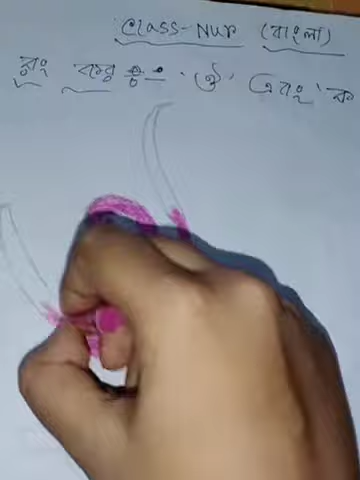 Class-Nur (বাংলা)
রং কর ঃ- 'ঔ' এবং 'ক